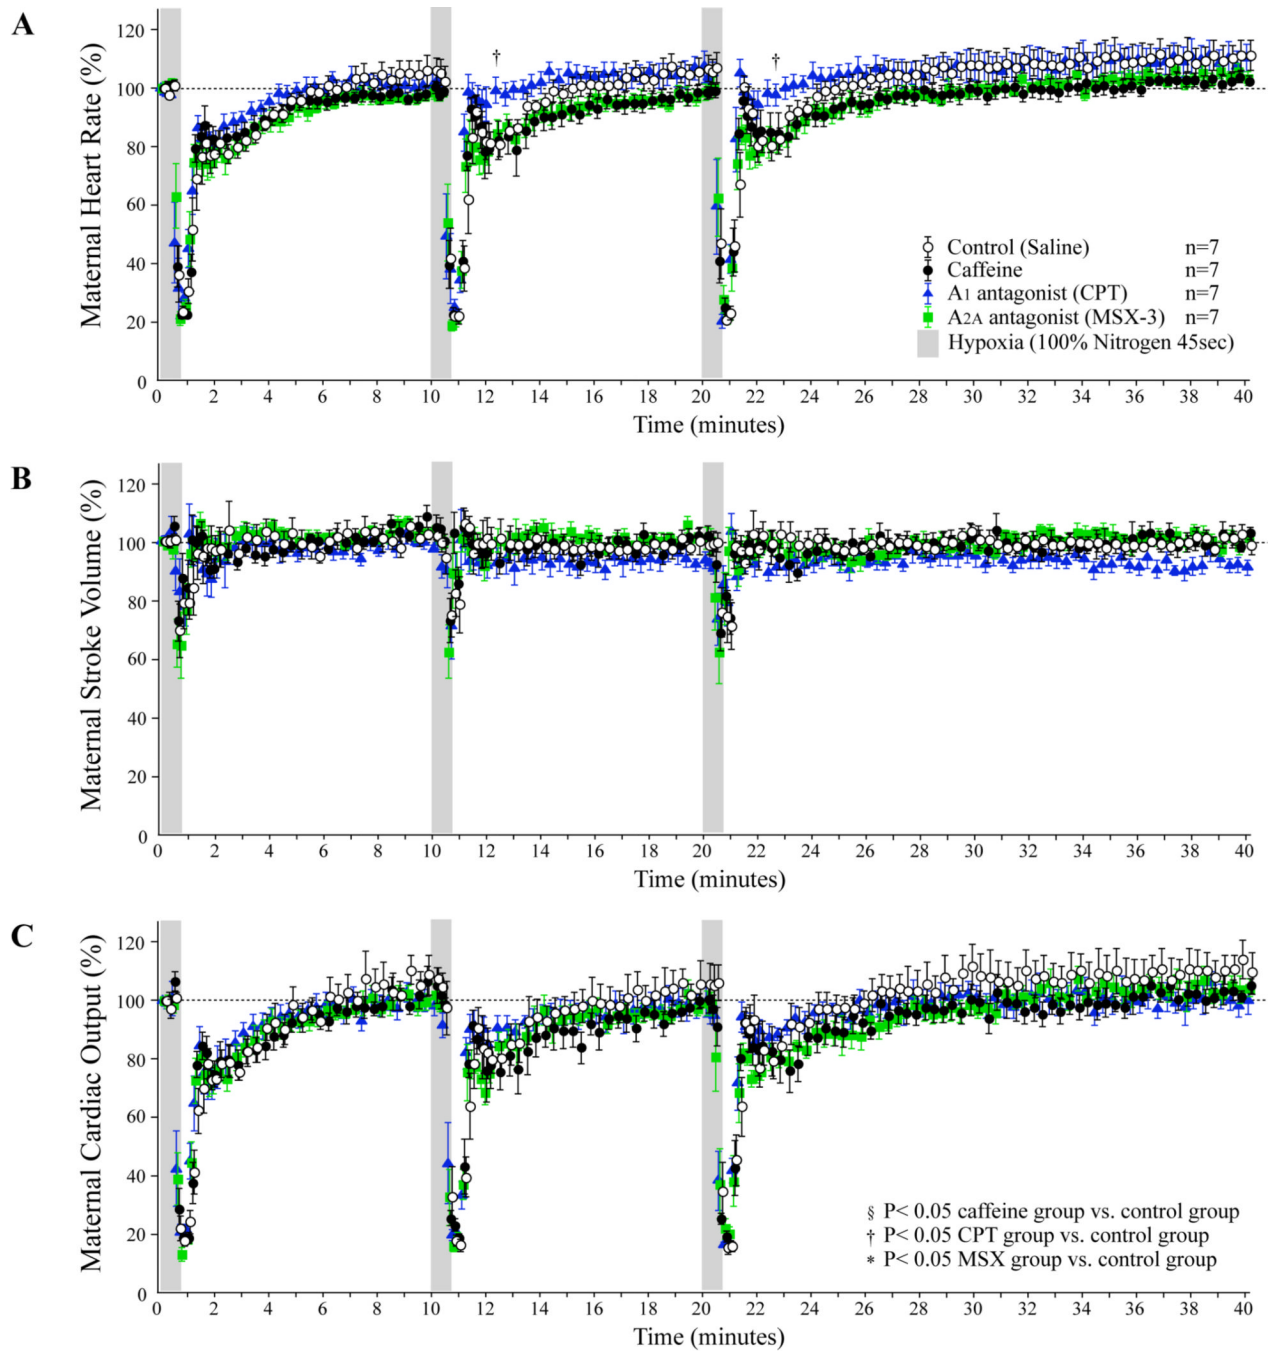 A
Maternal Heart Rate (%)
120
100
80
60
40
20
0
†
†
Control (Saline) n=7
Caffeine n=7
A1 antagonist (CPT) n=7
A2A antagonist (MSX-3) n=7
Hypoxia (100% Nitrogen 45sec)
0 2 4 6 8 10 12 14 16 18 20 22 24 26 28 30 32 34 36 38 40
Time (minutes)
B
Maternal Stroke Volume (%)
120
100
80
60
40
20
0
0 2 4 6 8 10 12 14 16 18 20 22 24 26 28 30 32 34 36 38 40
Time (minutes)
C
Maternal Cardiac Output (%)
120
100
80
60
40
20
0
§ P< 0.05 caffeine group vs. control group
† P< 0.05 CPT group vs. control group
* P< 0.05 MSX group vs. control group
0 2 4 6 8 10 12 14 16 18 20 22 24 26 28 30 32 34 36 38 40
Time (minutes)